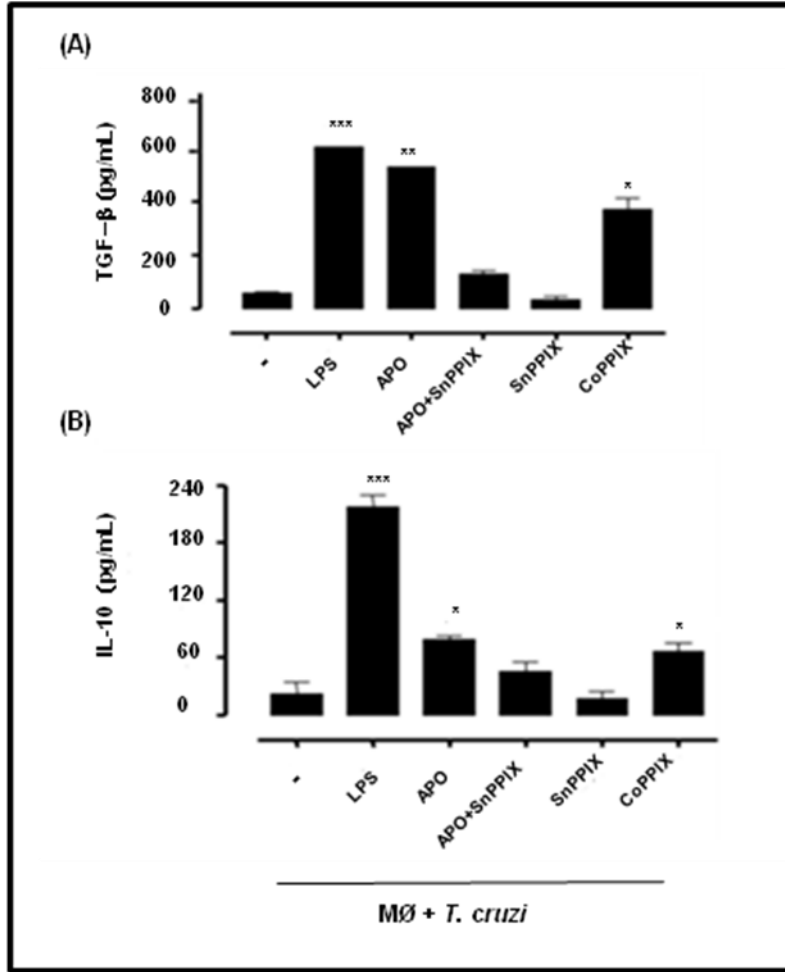 (A)
TGF-β (pg/mL)
800
600
400
200
0
***
**
*
-
LPS
APO
APO+SnPPIX
SnPPIX
CoPPIX
(B)
IL-10 (pg/mL)
240
180
120
60
0
***
*
*
-
LPS
APO
APO+SnPPIX
SnPPIX
CoPPIX
MØ + T. cruzi